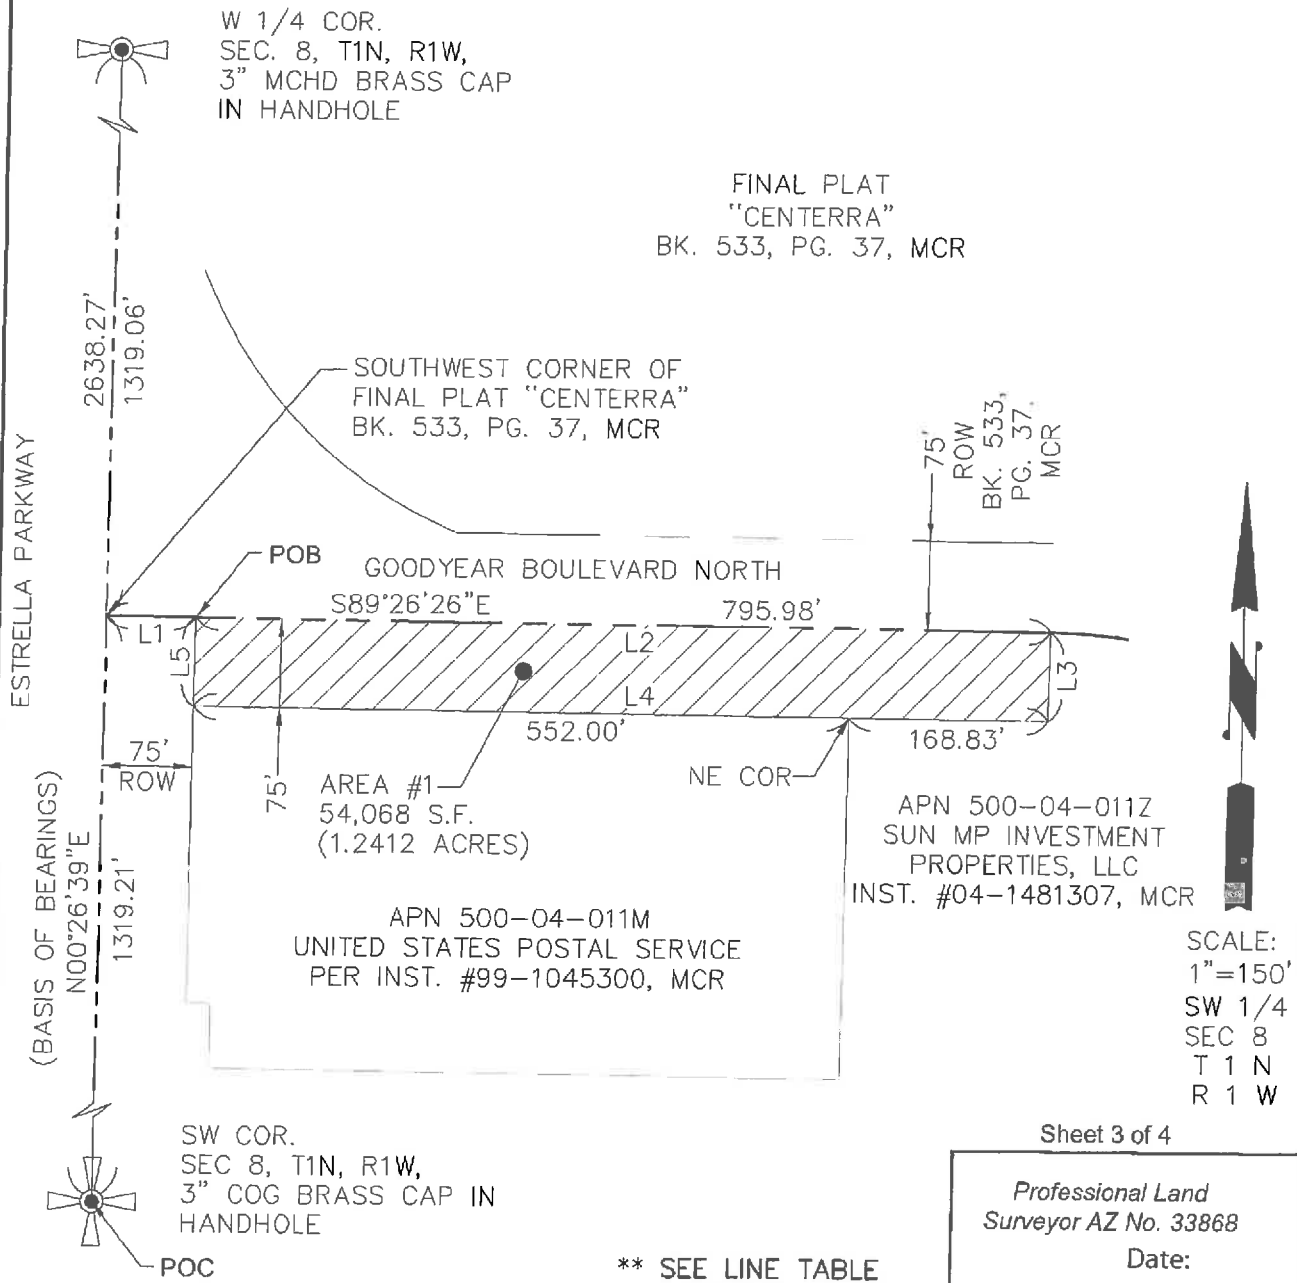 W 1/4 COR.
SEC. 8, T1N, R1W,
3" MCHD BRASS CAP
IN HANDHOLE
FINAL PLAT
"CENTERRA"
BK. 533, PG. 37, MCR
2638.27'
1319.06'
SOUTHWEST CORNER OF
FINAL PLAT "CENTERRA"
BK. 533, PG. 37, MCR
75'
ROW
BK. 533,
PG. 37.
MCR
ESTRELLA PARKWAY
POB
GOODYEAR BOULEVARD NORTH
S89°26'26"E
795.98'
L1
L2
L5
L3
L4
552.00'
168.83'
75'
ROW
75'
AREA #1
54,068 S.F.
(1.2412 ACRES)
NE COR
APN 500-04-011Z
SUN MP INVESTMENT
PROPERTIES, LLC
INST. #04-1481307, MCR
(BASIS OF BEARINGS)
N00°26'39"E
1319.21'
APN 500-04-011M
UNITED STATES POSTAL SERVICE
PER INST. #99-1045300, MCR
N
SCALE:
1"=150'
SW 1/4
SEC 8
T 1 N
R 1 W
SW COR.
SEC 8, T1N, R1W,
3" COG BRASS CAP IN
HANDHOLE
POC
** SEE LINE TABLE
Sheet 3 of 4
Professional Land
Surveyor AZ No. 33868
Date: